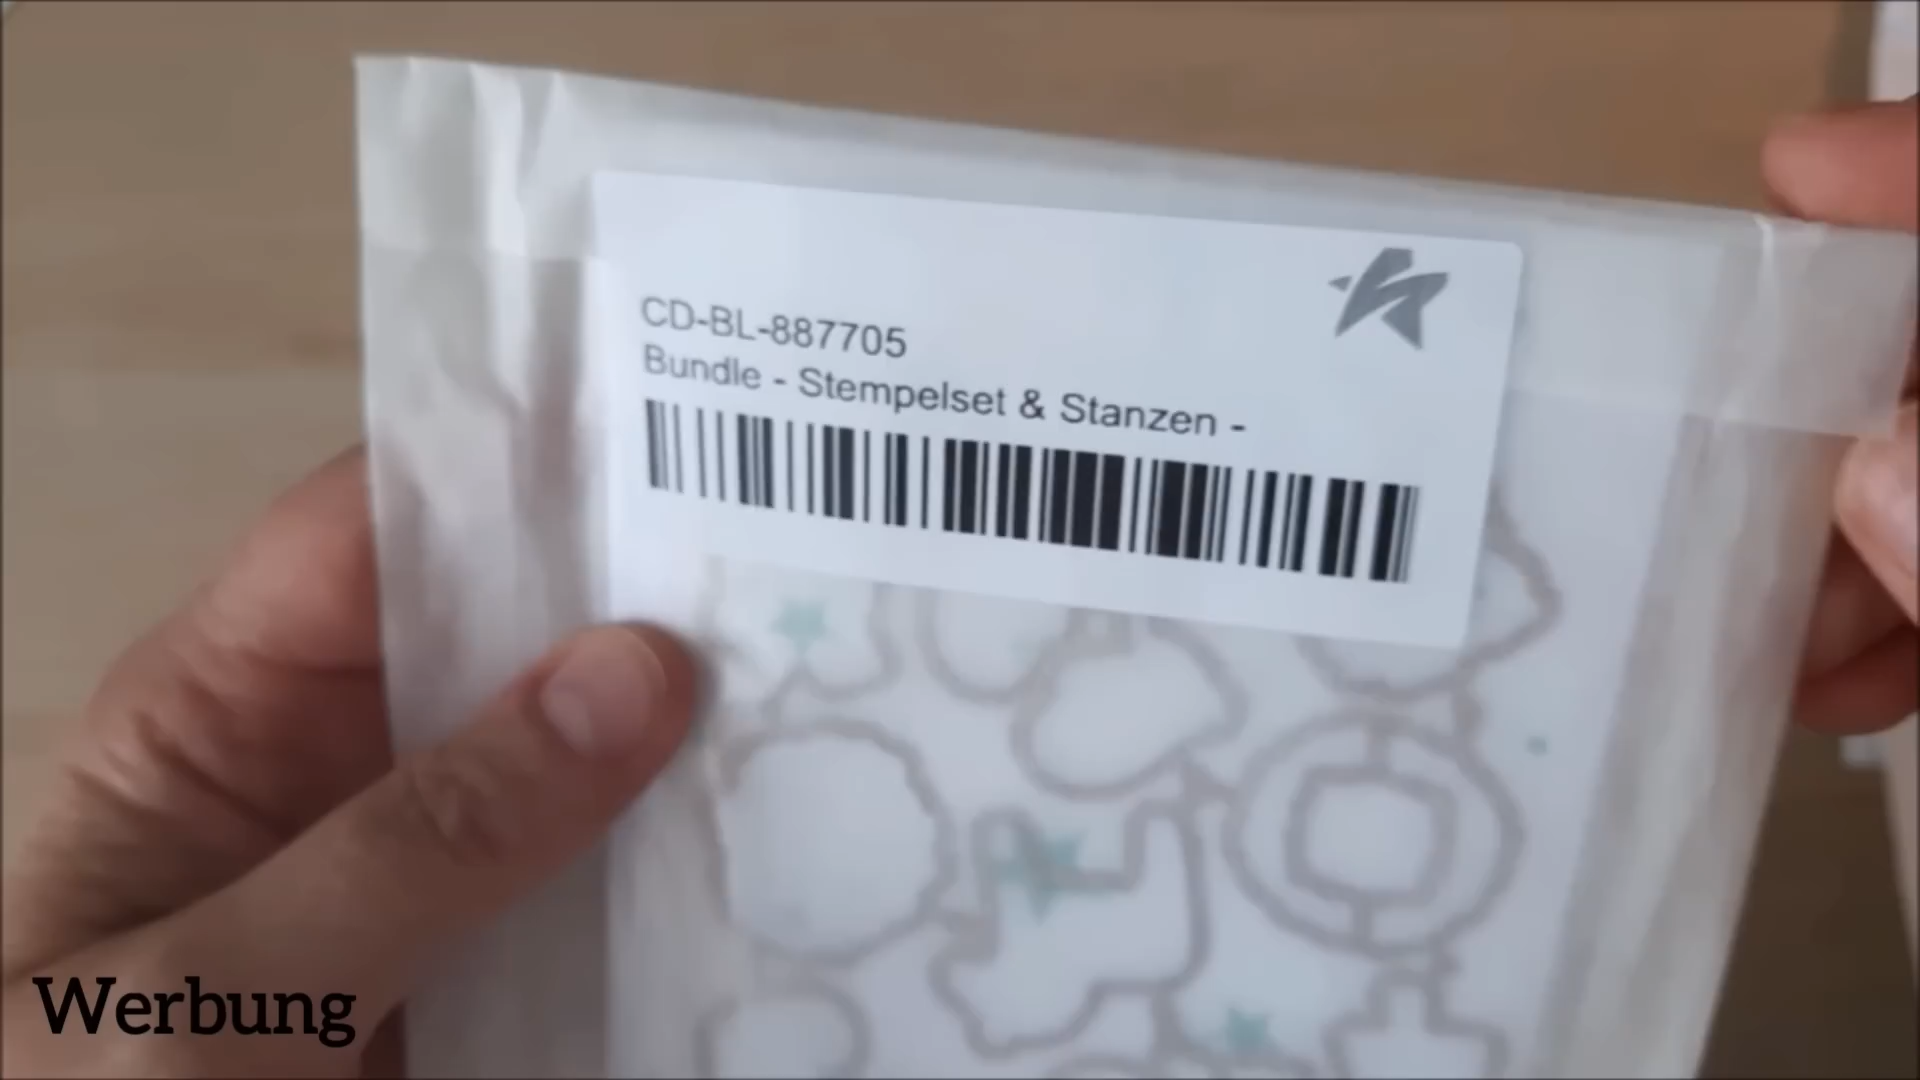 CD-BL-887705
Bundle - Stempelset & Stanzen -
Werbung